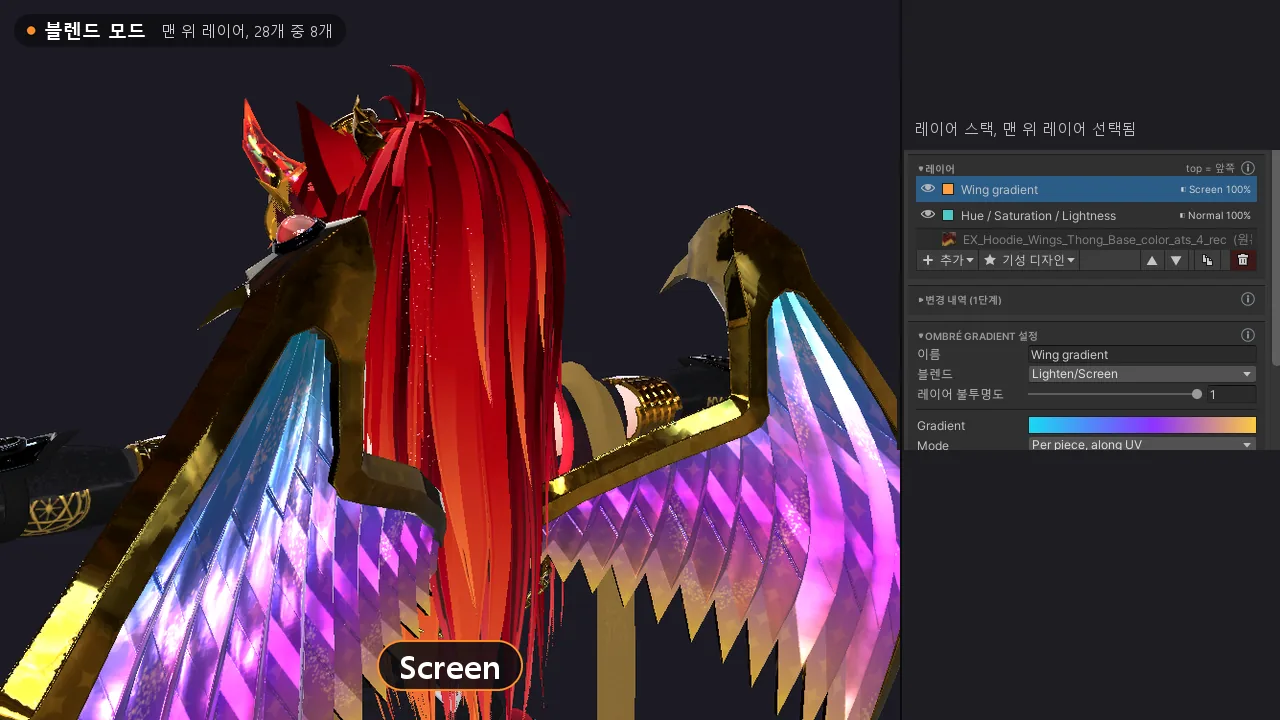 블렌드 모드 맨 위 레이어, 28개 중 8개
레이어 스택, 맨 위 레이어 선택됨
레이어 top = 앞쪽
Wing gradient Screen 100%
Hue / Saturation / Lightness Normal 100%
EX_Hoodie_Wings_Thong_Base_color_ats_4_rec
+ 추가 ★ 기성 디자인
변경 내역 (1단계)
OMBRÉ GRADIENT 설정
이름 Wing gradient
블렌드 Lighten/Screen
레이어 불투명도 1
Gradient
Mode Per piece, along UV
Screen